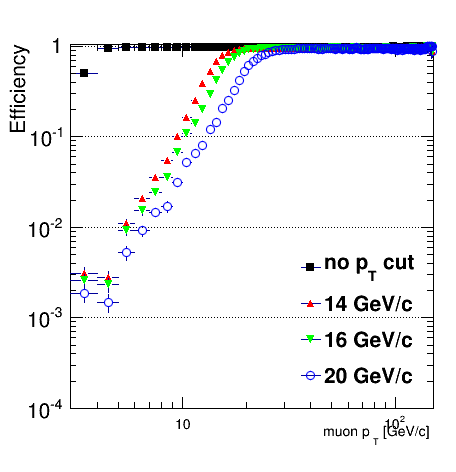 Efficiency
1
10⁻¹
10⁻²
10⁻³
10⁻⁴
no p_T cut
14 GeV/c
16 GeV/c
20 GeV/c
10
10²
muon p_T [GeV/c]